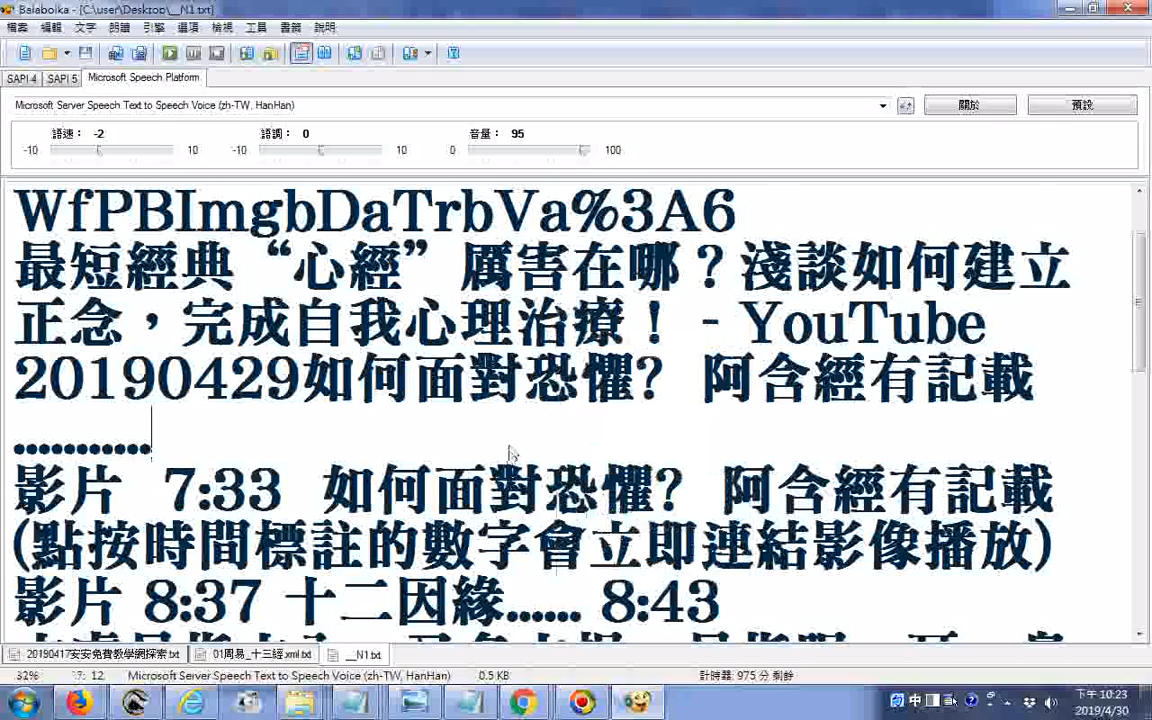 Balabolka - [C:\user\Desktop\__N1.txt]
檔案 編輯 文字 朗讀 引擎 選項 檢視 工具 書籤 說明
SAPI 4 SAPI 5 Microsoft Speech Platform
Microsoft Server Speech Text to Speech Voice (zh-TW, HanHan) 關於 預設
語速： -2 語調： 0 音量： 95
-10 10 -10 10 0 100
WfPBImgbDaTrbVa%3A6
最短經典“心經”厲害在哪？淺談如何建立
正念，完成自我心理治療！ - YouTube
20190429如何面對恐懼? 阿含經有記載
............
影片 7:33 如何面對恐懼? 阿含經有記載
(點按時間標註的數字會立即連結影像播放)
影片 8:37 十二因緣...... 8:43
20190417安安免費教學網探索.txt 01周易_十三經.xml.txt __N1.txt
32% 7: 12 Microsoft Server Speech Text to Speech Voice (zh-TW, HanHan) 0.5 KB 計時器: 975 分 剩餘
中 下午 10:23
2019/4/30